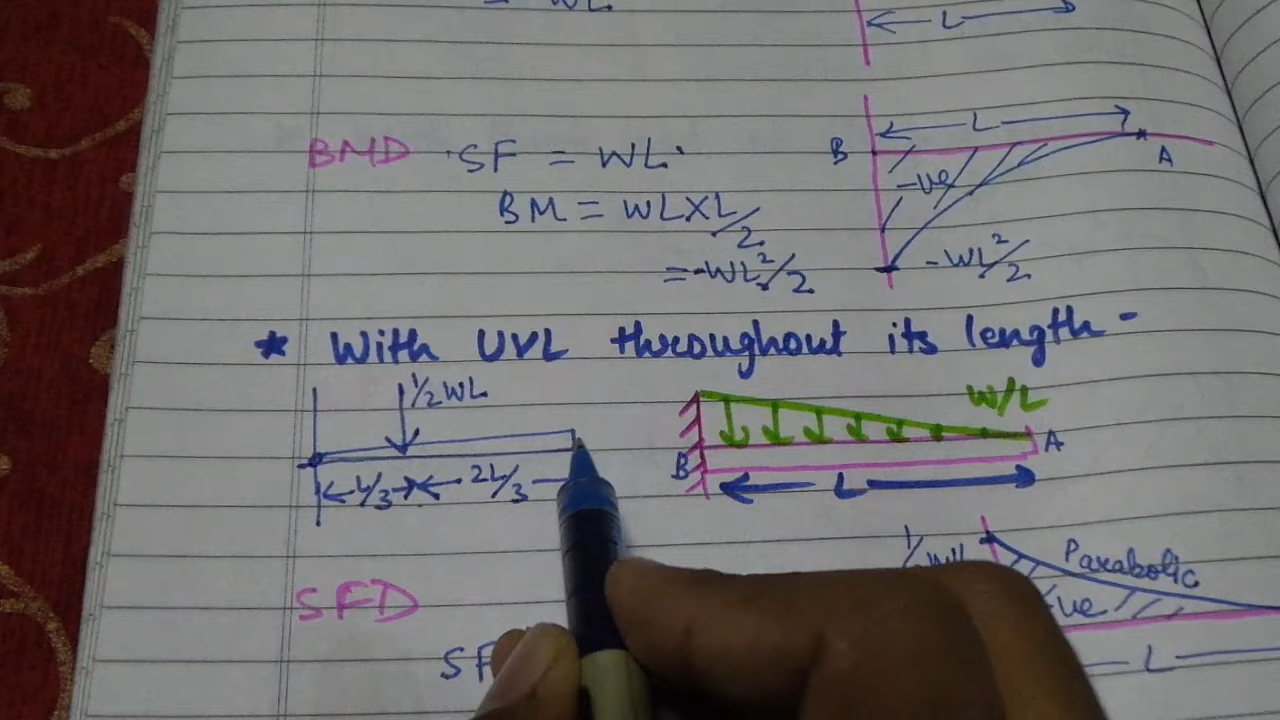 = WL
L
BMD SF = WL
BM = WLXL/2
= -WL²/2
L
B
A
-ve
-WL²/2
* With UVL throughout its length -
1/2 WL
L/3
2L/3
W/L
B
A
L
SFD
SF
Parabolic
L